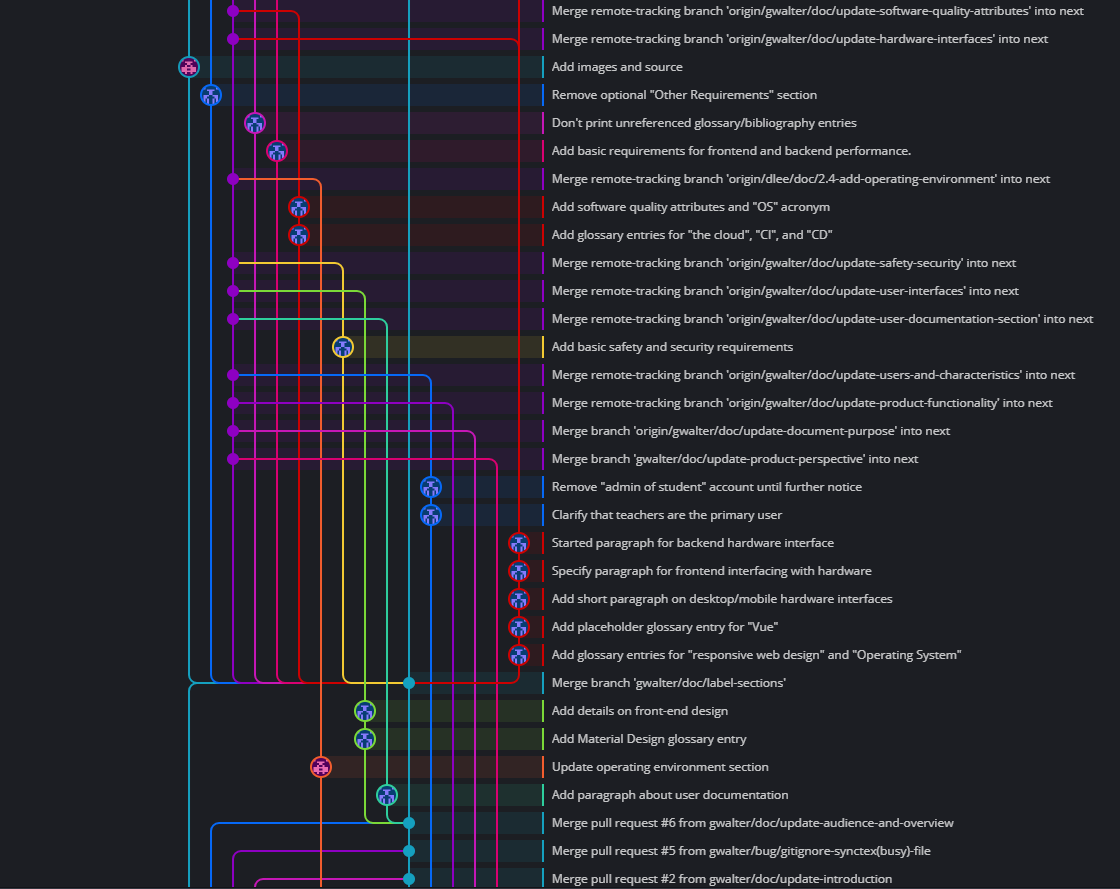 Merge remote-tracking branch 'origin/gwalter/doc/update-software-quality-attributes' into next
Merge remote-tracking branch 'origin/gwalter/doc/update-hardware-interfaces' into next
Add images and source
Remove optional "Other Requirements" section
Don't print unreferenced glossary/bibliography entries
Add basic requirements for frontend and backend performance.
Merge remote-tracking branch 'origin/dlee/doc/2.4-add-operating-environment' into next
Add software quality attributes and "OS" acronym
Add glossary entries for "the cloud", "CI", and "CD"
Merge remote-tracking branch 'origin/gwalter/doc/update-safety-security' into next
Merge remote-tracking branch 'origin/gwalter/doc/update-user-interfaces' into next
Merge remote-tracking branch 'origin/gwalter/doc/update-user-documentation-section' into next
Add basic safety and security requirements
Merge remote-tracking branch 'origin/gwalter/doc/update-users-and-characteristics' into next
Merge remote-tracking branch 'origin/gwalter/doc/update-product-functionality' into next
Merge branch 'origin/gwalter/doc/update-document-purpose' into next
Merge branch 'gwalter/doc/update-product-perspective' into next
Remove "admin of student" account until further notice
Clarify that teachers are the primary user
Started paragraph for backend hardware interface
Specify paragraph for frontend interfacing with hardware
Add short paragraph on desktop/mobile hardware interfaces
Add placeholder glossary entry for "Vue"
Add glossary entries for "responsive web design" and "Operating System"
Merge branch 'gwalter/doc/label-sections'
Add details on front-end design
Add Material Design glossary entry
Update operating environment section
Add paragraph about user documentation
Merge pull request #6 from gwalter/doc/update-audience-and-overview
Merge pull request #5 from gwalter/bug/gitignore-synctex(busy)-file
Merge pull request #2 from gwalter/doc/update-introduction